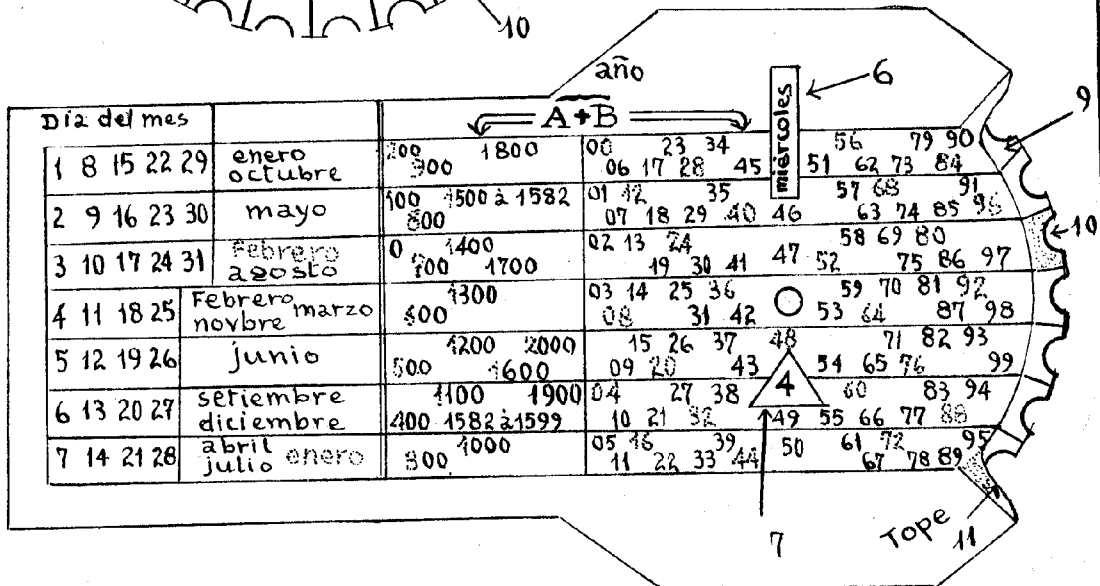 10
año
6
9
Día del mes
A+B
miércoles
1 8 15 22 29 enero 200 1800 00 23 34 56 79 90
octubre 900 06 17 28 45 51 62 73 84
2 9 16 23 30 mayo 100 1500 à 1582 01 12 35 57 68 91
800 07 18 29 40 46 63 74 85 96
10
3 10 17 24 31 Febrero 0 1400 02 13 24 58 69 80
agosto 700 1700 19 30 41 47 52 75 86 97
4 11 18 25 Febrero marzo 1300 03 14 25 36 59 70 81 92
novbre 600 08 31 42 53 64 87 98
5 12 19 26 junio 1200 2000 15 26 37 48 71 82 93
500 1600 09 20 43 54 65 76 99
4
6 13 20 27 setiembre 1100 1900 04 27 38 60 83 94
diciembre 400 1582 à 1599 10 21 32 49 55 66 77 88
7 14 21 28 abril enero 1000 05 16 39 50 61 72 95
julio 300 11 22 33 44 67 78 89
7
Tope 11